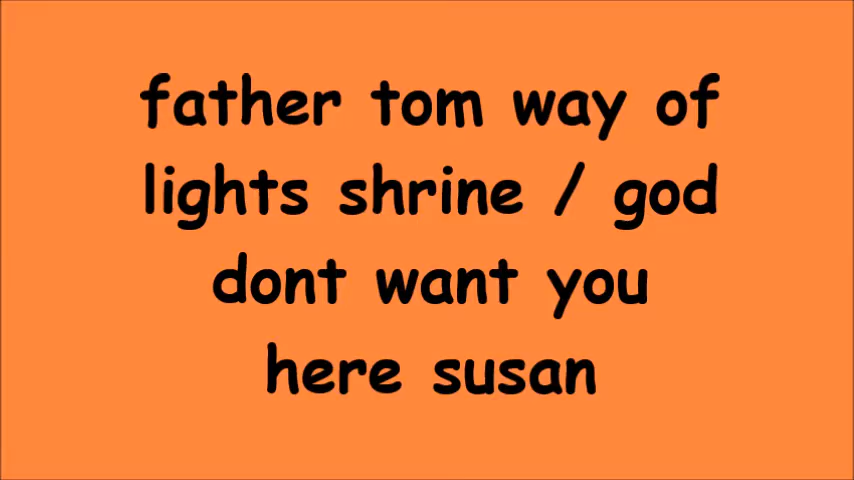 father tom way of
lights shrine / god
dont want you
here susan